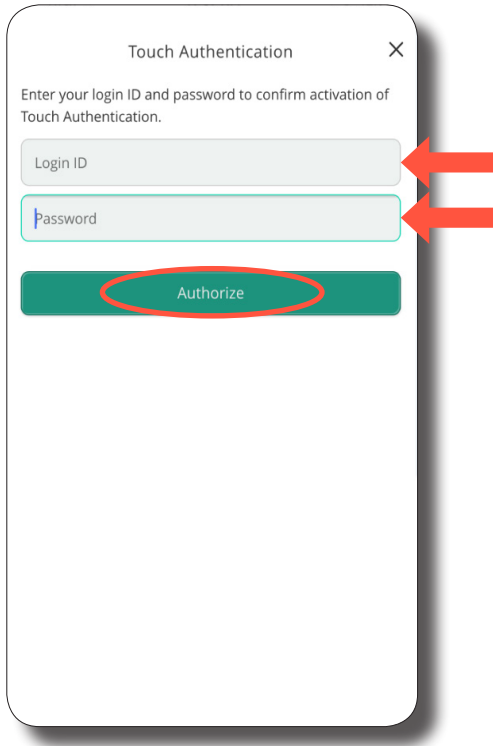 Touch Authentication
Enter your login ID and password to confirm activation of
Touch Authentication.
Login ID
Password
Authorize